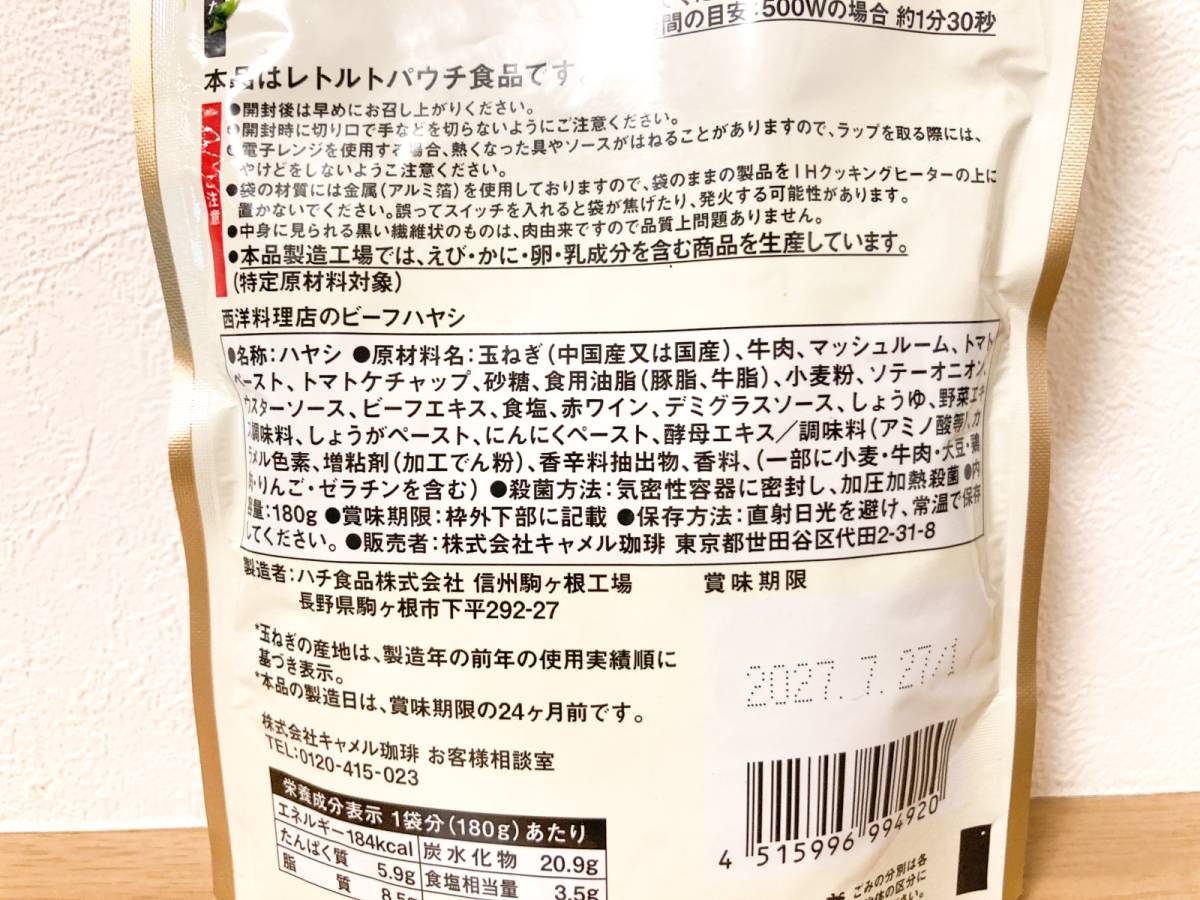 間の目安：500Wの場合 約1分30秒
本品はレトルトパウチ食品です。
●開封後は早めにお召し上がりください。
●開封時に切り口で手などを切らないようにご注意ください。
●電子レンジを使用する場合、熱くなった具やソースがはねることがありますので、ラップを取る際には、
やけどをしないようご注意ください。
●袋の材質には金属(アルミ箔)を使用しておりますので、袋のままの製品をIHクッキングヒーターの上に
置かないでください。誤ってスイッチを入れると袋が焦げたり、発火する可能性があります。
●中身に見られる黒い繊維状のものは、肉由来ですので品質上問題ありません。
●本品製造工場では、えび・かに・卵・乳成分を含む商品を生産しています。
(特定原材料対象)
注意
西洋料理店のビーフハヤシ
●名称：ハヤシ ●原材料名：玉ねぎ(中国産又は国産)、牛肉、マッシュルーム、トマト
ペースト、トマトケチャップ、砂糖、食用油脂(豚脂、牛脂)、小麦粉、ソテーオニオン、
ウスターソース、ビーフエキス、食塩、赤ワイン、デミグラスソース、しょうゆ、野菜エキ
ス調味料、しょうがペースト、にんにくペースト、酵母エキス／調味料(アミノ酸等)、カ
ラメル色素、増粘剤(加工でん粉)、香辛料抽出物、香料、(一部に小麦・牛肉・大豆・鶏
肉・りんご・ゼラチンを含む) ●殺菌方法：気密性容器に密封し、加圧加熱殺菌 ●内
容量：180g ●賞味期限：枠外下部に記載 ●保存方法：直射日光を避け、常温で保存
してください。●販売者：株式会社キャメル珈琲 東京都世田谷区代田2-31-8
製造者：ハチ食品株式会社 信州駒ヶ根工場
長野県駒ヶ根市下平292-27
賞味期限
2027.7.27/1
*玉ねぎの産地は、製造年の前年の使用実績順に
基づき表示。
*本品の製造日は、賞味期限の24ヶ月前です。
株式会社キャメル珈琲 お客様相談室
TEL：0120-415-023
栄養成分表示 1袋分(180g)あたり
エネルギー 184kcal 炭水化物 20.9g
たんぱく質 5.9g 食塩相当量 3.5g
脂質
4 515996 994920
ごみの分別は各